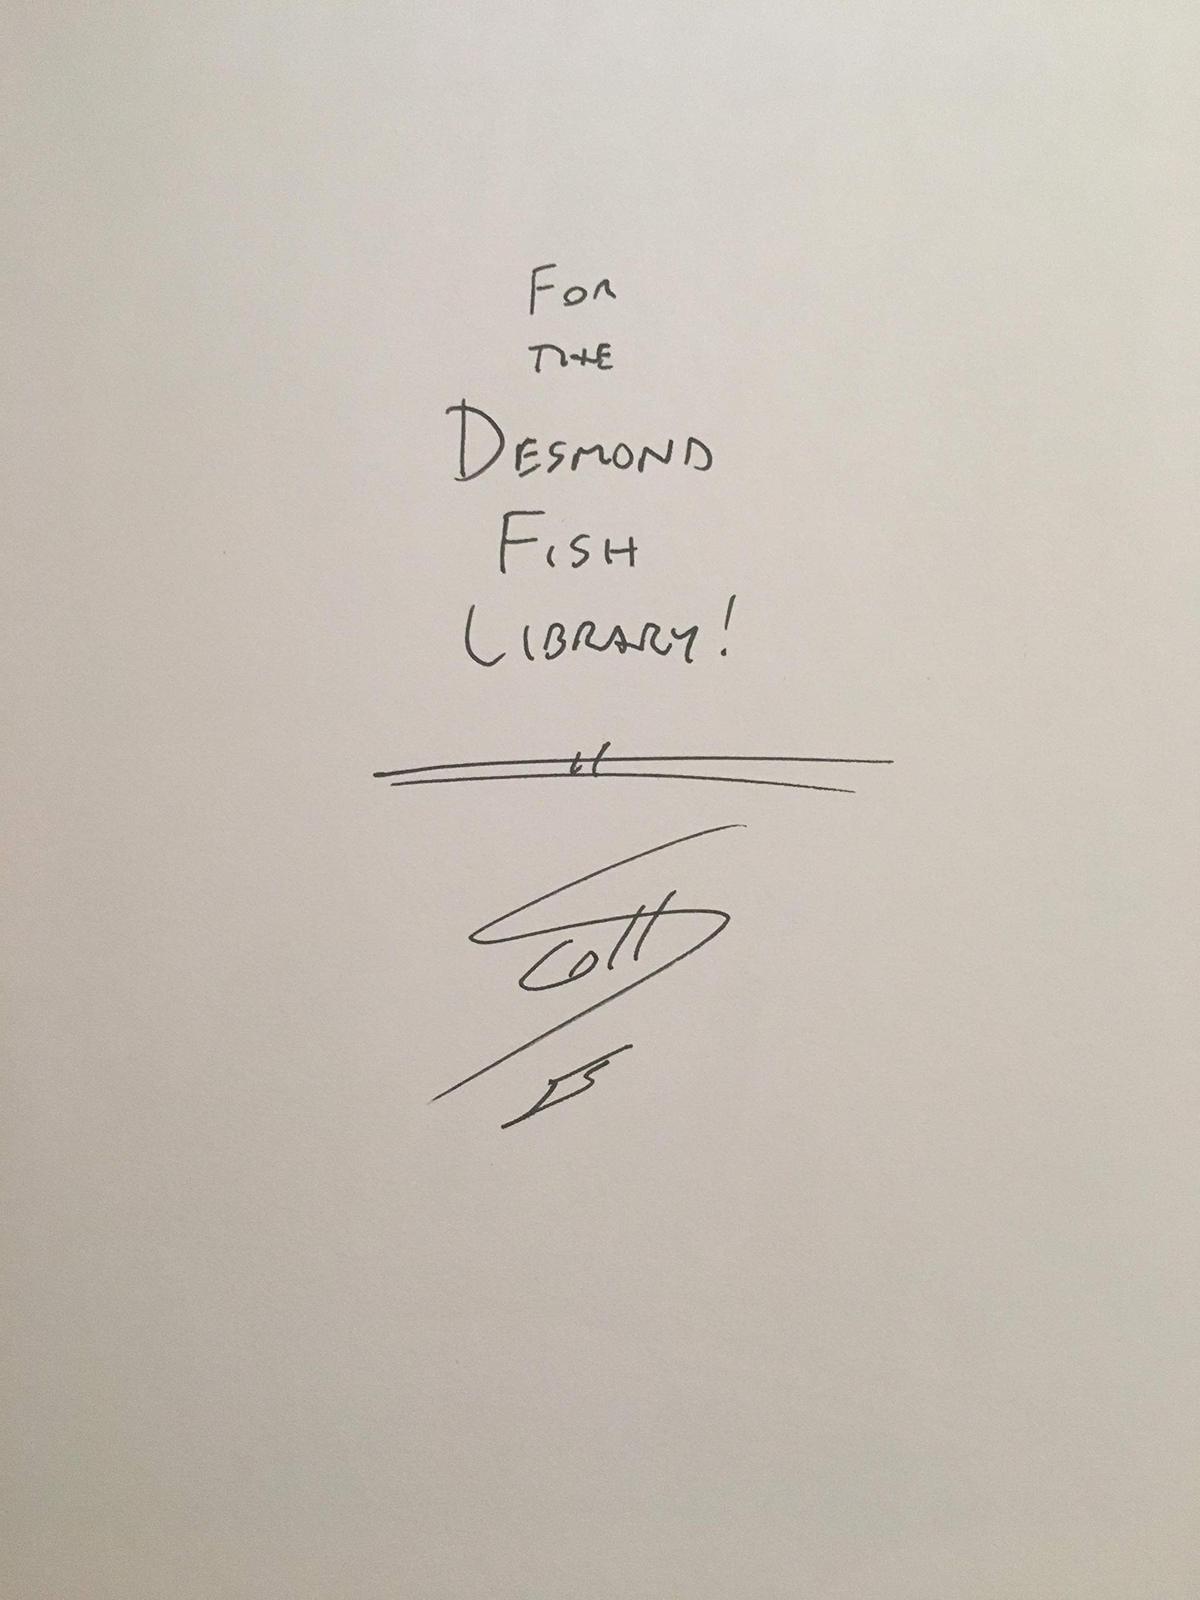 FOR
THE
DESMOND
FISH
LIBRARY!
Scott